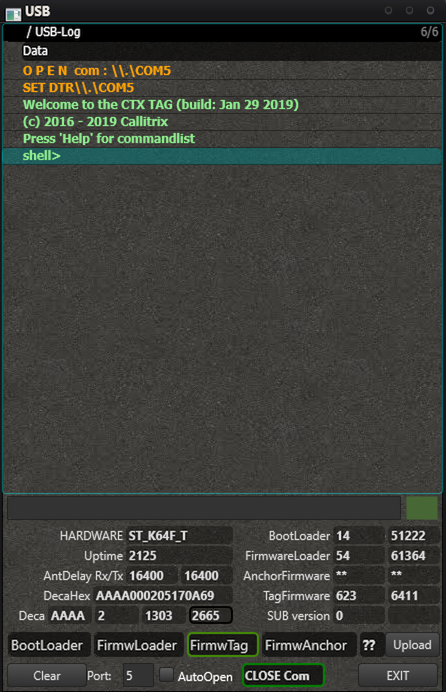 USB
/ USB-Log 6/6
Data
O P E N com : \\.\COM5
SET DTR\\.\COM5
Welcome to the CTX TAG (build: Jan 29 2019)
(c) 2016 - 2019 Callitrix
Press 'Help' for commandlist
shell>
HARDWARE ST_K64F_T BootLoader 14 51222
Uptime 2125 FirmwareLoader 54 61364
AntDelay Rx/Tx 16400 16400 AnchorFirmware ** **
DecaHex AAAA000205170A69 TagFirmware 623 6411
Deca AAAA 2 1303 2665 SUB version 0
BootLoader FirmwLoader FirmwTag FirmwAnchor ?? Upload
Clear Port: 5 AutoOpen CLOSE Com EXIT